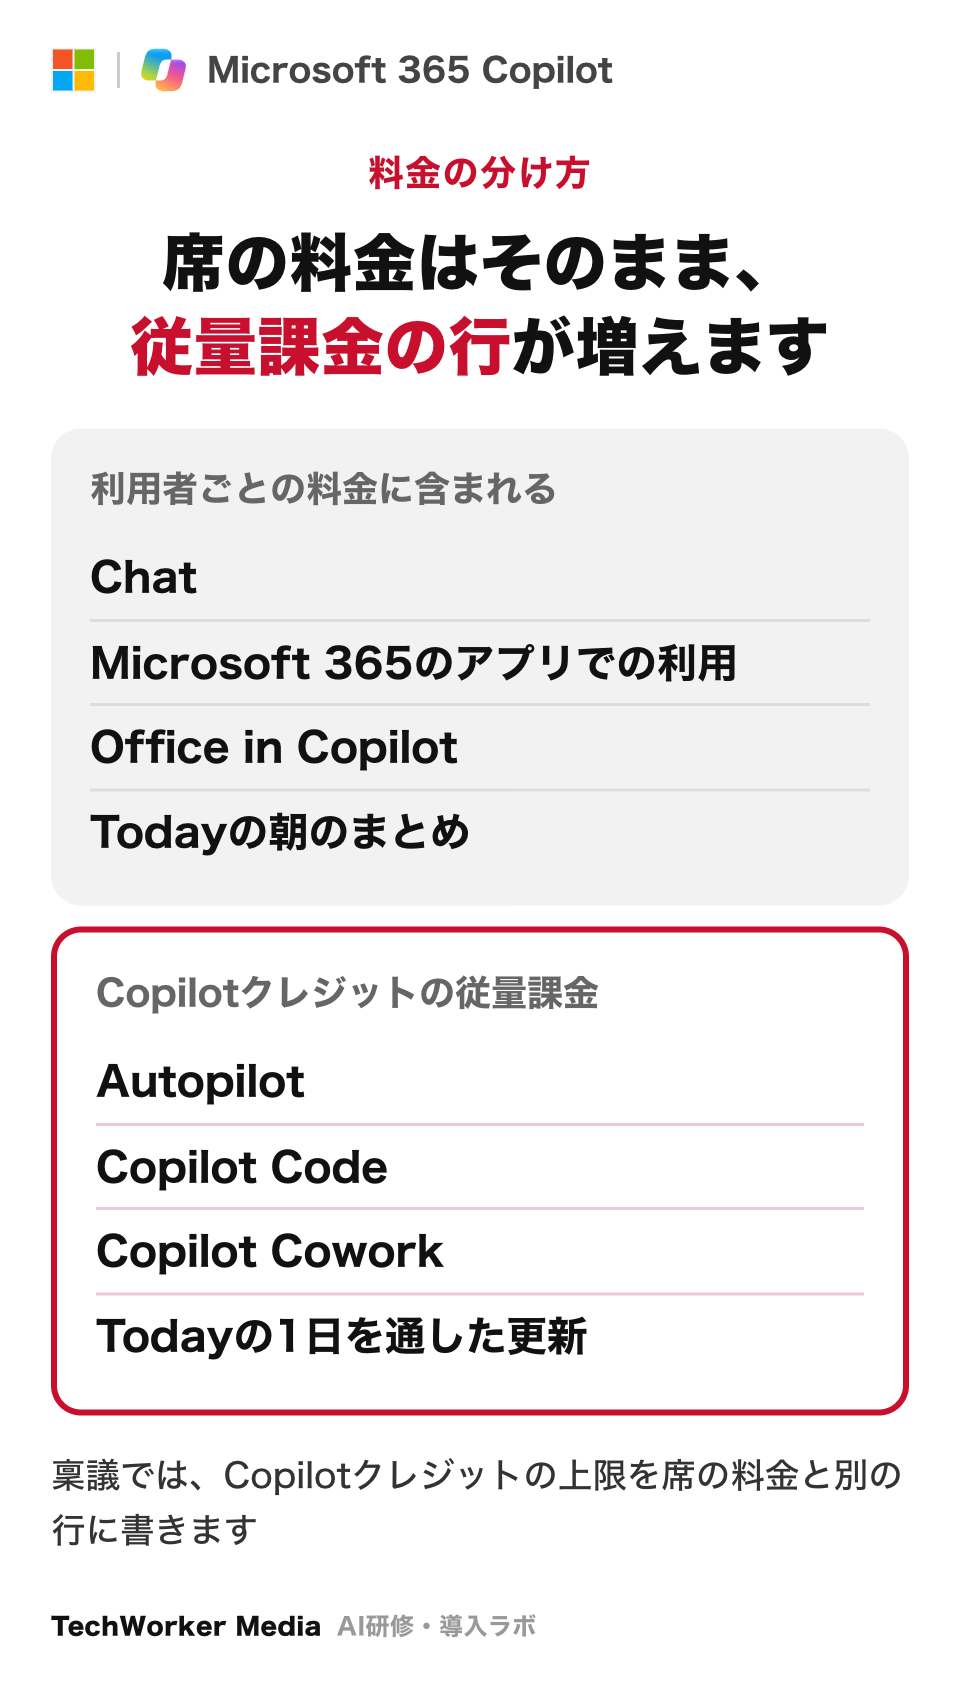 Microsoft 365 Copilot
料金の分け方
席の料金はそのまま、
従量課金の行が増えます
利用者ごとの料金に含まれる
Chat
Microsoft 365のアプリでの利用
Office in Copilot
Todayの朝のまとめ
Copilotクレジットの従量課金
Autopilot
Copilot Code
Copilot Cowork
Todayの1日を通した更新
稟議では、Copilotクレジットの上限を席の料金と別の
行に書きます
TechWorker Media AI研修・導入ラボ